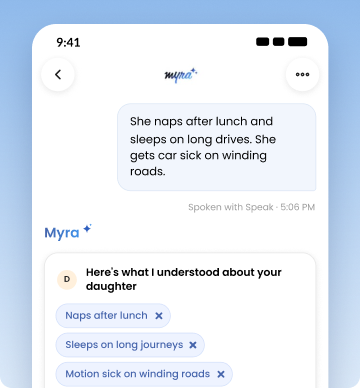 9:41
myra
She naps after lunch and
sleeps on long drives. She
gets car sick on winding
roads.
Spoken with Speak · 5:06 PM
Myra
D
Here's what I understood about your
daughter
Naps after lunch ×
Sleeps on long journeys ×
Motion sick on winding roads ×